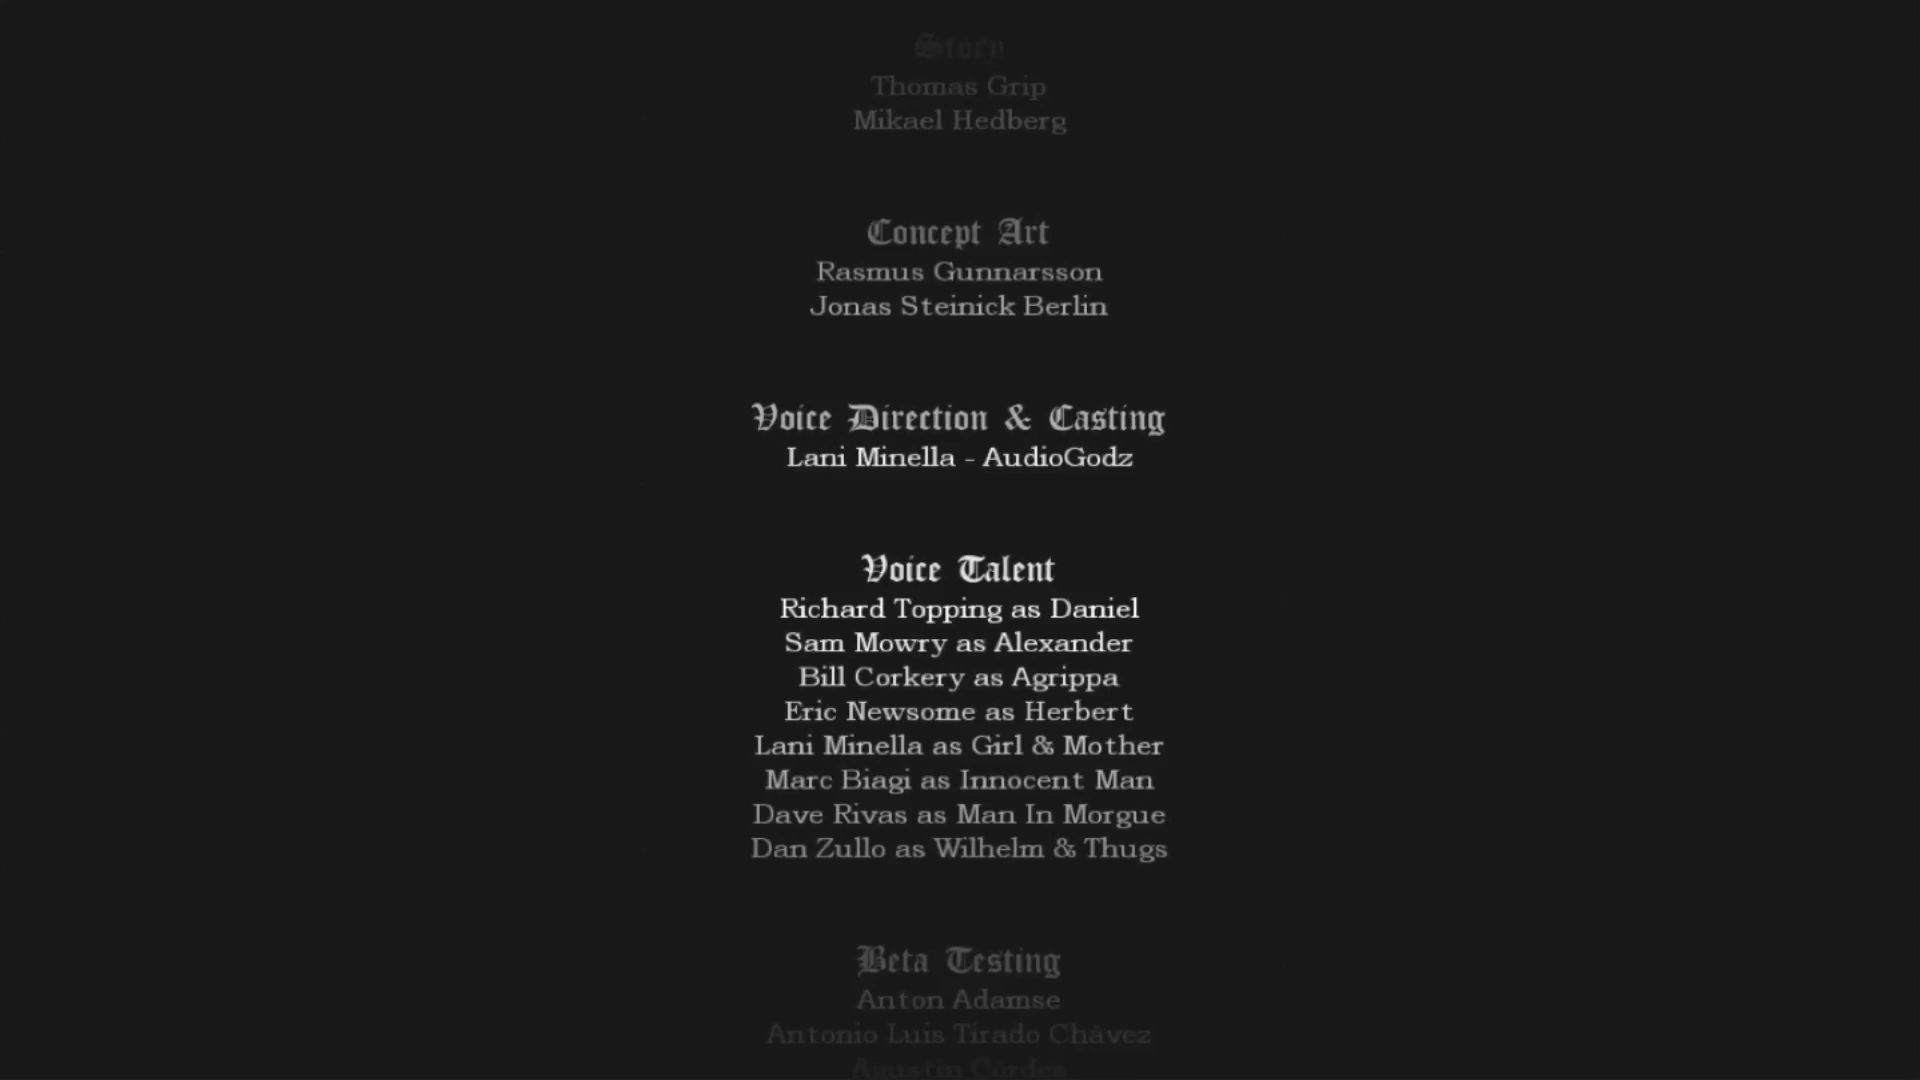 Story
Thomas Grip
Mikael Hedberg
Concept Art
Rasmus Gunnarsson
Jonas Steinick Berlin
Voice Direction & Casting
Lani Minella - AudioGodz
Voice Talent
Richard Topping as Daniel
Sam Mowry as Alexander
Bill Corkery as Agrippa
Eric Newsome as Herbert
Lani Minella as Girl & Mother
Marc Biagi as Innocent Man
Dave Rivas as Man In Morgue
Dan Zullo as Wilhelm & Thugs
Beta Testing
Anton Adamse
Antonio Luis Tirado Chávez
Agustin Cordes